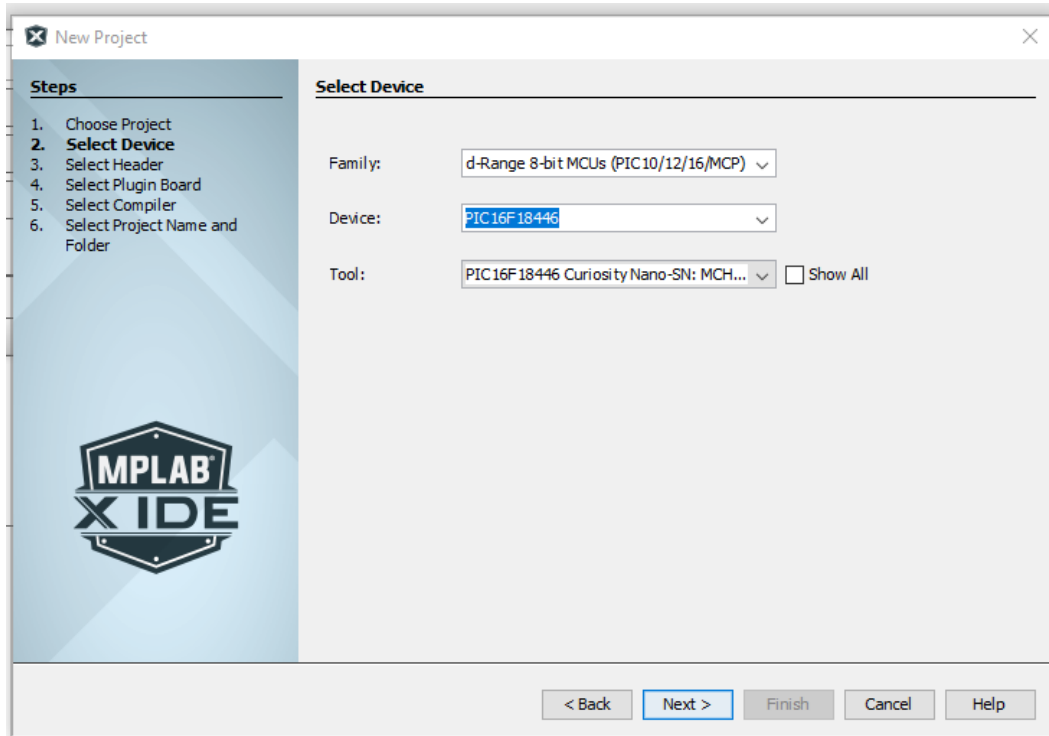 New Project
Steps
1. Choose Project
2. Select Device
3. Select Header
4. Select Plugin Board
5. Select Compiler
6. Select Project Name and
Folder
MPLAB®
X IDE
Select Device
Family: d-Range 8-bit MCUs (PIC10/12/16/MCP)
Device: PIC16F18446
Tool: PIC16F18446 Curiosity Nano-SN: MCH... Show All
< Back Next > Finish Cancel Help